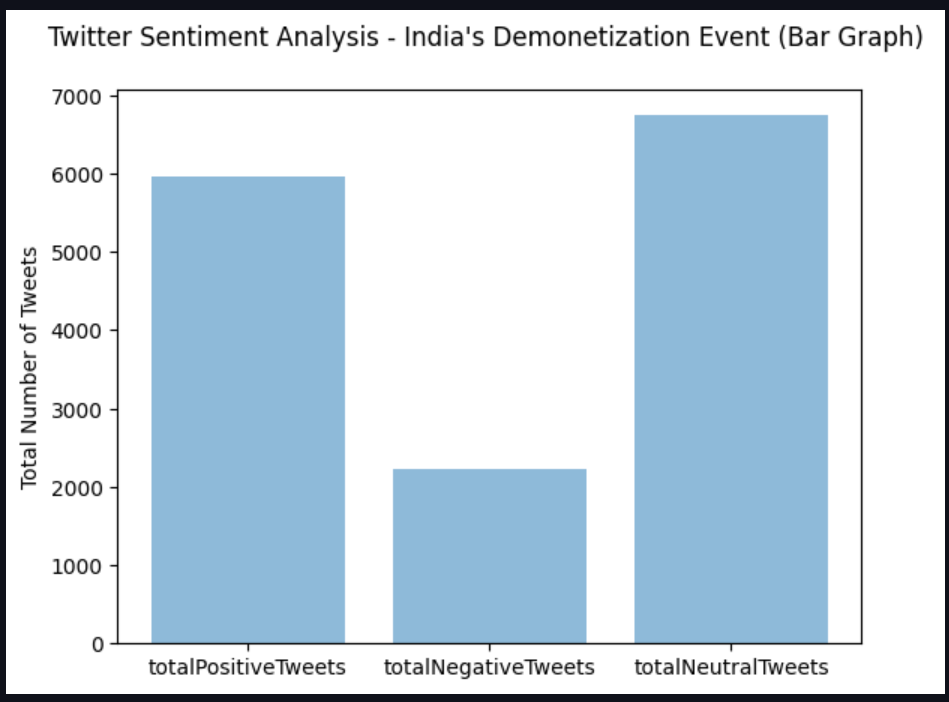 Twitter Sentiment Analysis - India's Demonetization Event (Bar Graph)
Total Number of Tweets
7000
6000
5000
4000
3000
2000
1000
0
totalPositiveTweets totalNegativeTweets totalNeutralTweets